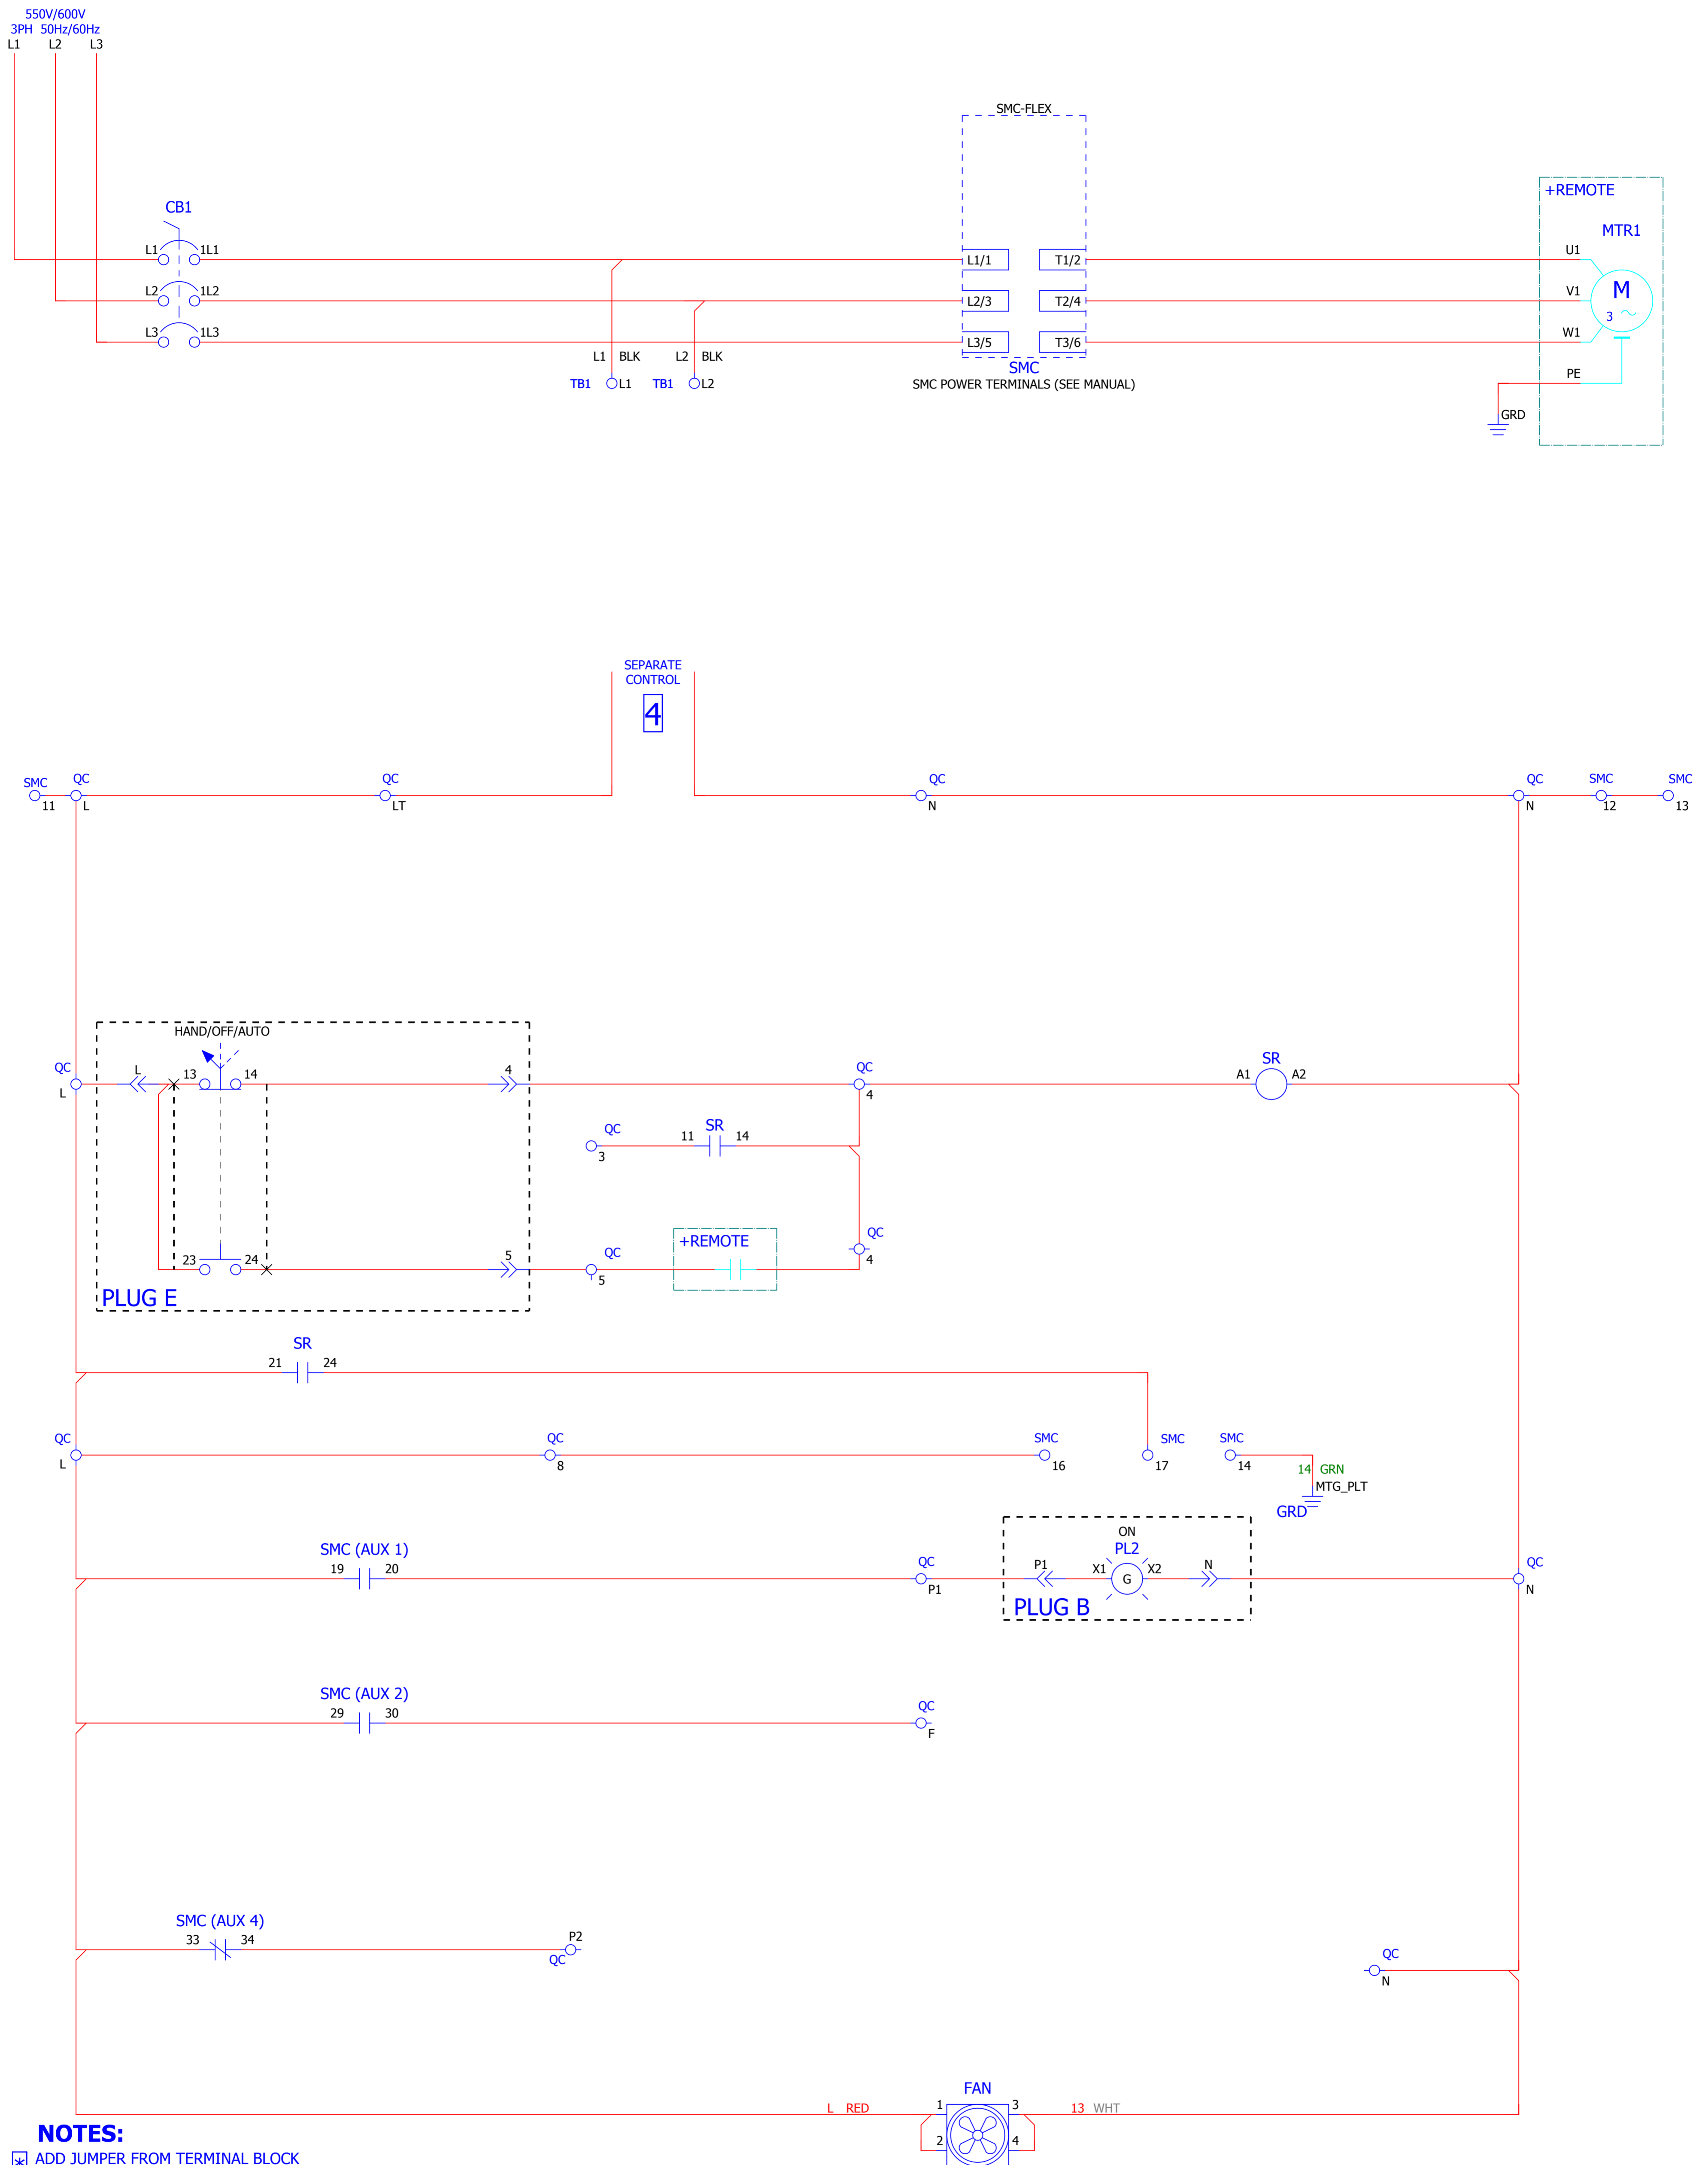 550V/600V
3PH 50Hz/60Hz
L1 L2 L3
SMC-FLEX
+REMOTE
CB1
MTR1
L1 1L1
L1/1 T1/2
U1
L2 1L2
L2/3 T2/4
V1
M
3
L3 1L3
L3/5 T3/6
W1
L1 BLK L2 BLK
SMC
PE
TB1 L1 TB1 L2
SMC POWER TERMINALS (SEE MANUAL)
GRD
SEPARATE
CONTROL
4
SMC QC QC QC QC SMC SMC
11 L LT N N 12 13
HAND/OFF/AUTO
QC L 13 14 4 QC SR
A1 A2
L 4
QC 11 SR 14
3
+REMOTE
QC
23 24 5 QC 4
5
PLUG E
SR
21 24
QC QC SMC SMC SMC
L 8 16 17 14
14 GRN
MTG_PLT
GRD
ON
SMC (AUX 1) PL2
19 20 QC P1 X1 X2 N QC
G
P1 N
PLUG B
SMC (AUX 2)
29 30 QC
F
SMC (AUX 4)
33 34 P2
QC QC
N
FAN
L RED 1 3 13 WHT
2 4
NOTES:
* ADD JUMPER FROM TERMINAL BLOCK